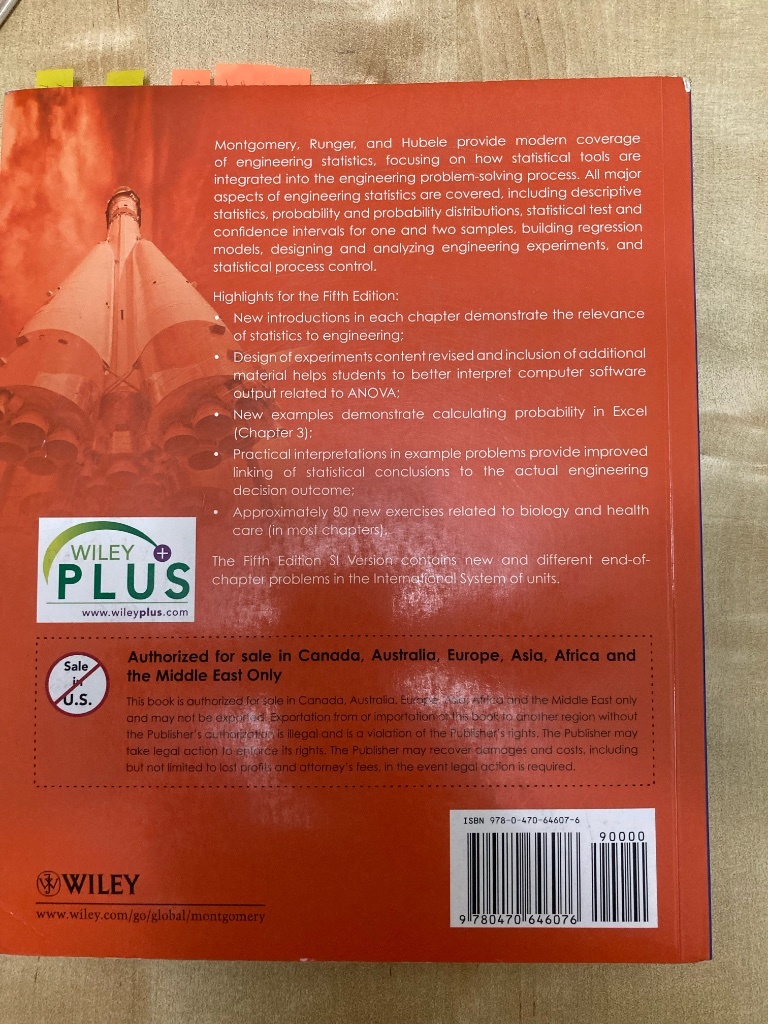 Montgomery, Runger, and Hubele provide modern coverage
of engineering statistics, focusing on how statistical tools are
integrated into the engineering problem-solving process. All major
aspects of engineering statistics are covered, including descriptive
statistics, probability and probability distributions, statistical test and
confidence intervals for one and two samples, building regression
models, designing and analyzing engineering experiments, and
statistical process control.
Highlights for the Fifth Edition:
• New introductions in each chapter demonstrate the relevance
of statistics to engineering;
• Design of experiments content revised and inclusion of additional
material helps students to better interpret computer software
output related to ANOVA;
• New examples demonstrate calculating probability in Excel
(Chapter 3);
• Practical interpretations in example problems provide improved
linking of statistical conclusions to the actual engineering
decision outcome;
• Approximately 80 new exercises related to biology and health
care (in most chapters).
The Fifth Edition SI Version contains new and different end-of-
chapter problems in the International System of units.
WILEY
PLUS
www.wileyplus.com
Sale
in
U.S.
Authorized for sale in Canada, Australia, Europe, Asia, Africa and
the Middle East Only
This book is authorized for sale in Canada, Australia, Europe, Asia, Africa and the Middle East only
and may not be exported. Exportation from or importation of this book to another region without
the Publisher's authorization is illegal and is a violation of the Publisher's rights. The Publisher may
take legal action to enforce its rights. The Publisher may recover damages and costs, including
but not limited to lost profits and attorney's fees, in the event legal action is required.
ISBN 978-0-470-64607-6
90000
9 780470 646076
WILEY
www.wiley.com/go/global/montgomery